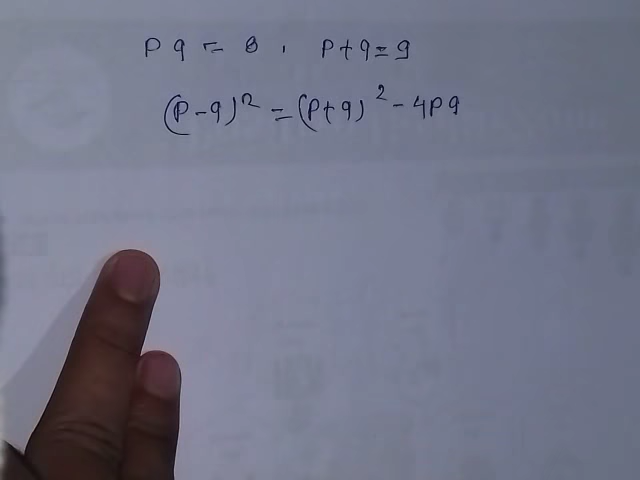 pq = 8, p+q=9
(p-q)² = (p+q)² - 4pq